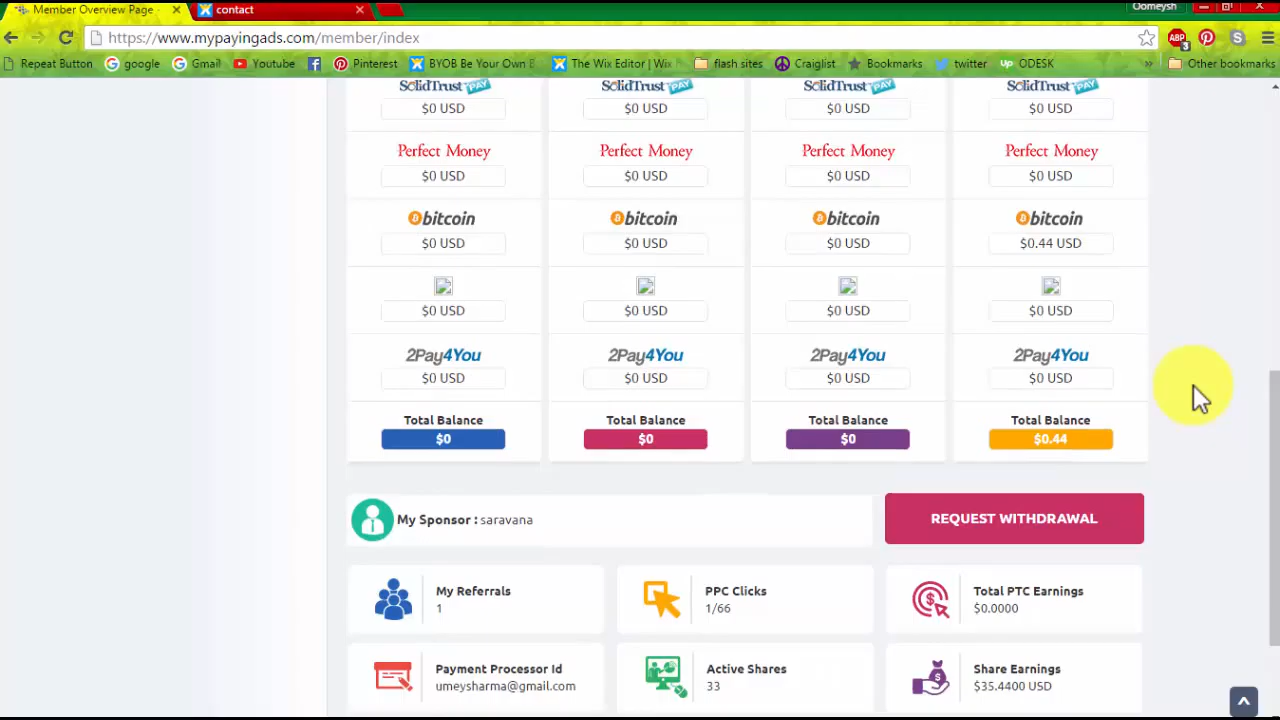 Member Overview Page
contact
Oomeysh
https://www.mypayingads.com/member/index
ABP
3
Repeat Button
google
Gmail
Youtube
Pinterest
BYOB Be Your Own B
The Wix Editor | Wix
flash sites
Craiglist
Bookmarks
twitter
Up ODESK
»
Other bookmarks
SolidTrust PAY SolidTrust PAY SolidTrust PAY SolidTrust PAY
$0 USD $0 USD $0 USD $0 USD
Perfect Money Perfect Money Perfect Money Perfect Money
$0 USD $0 USD $0 USD $0 USD
bitcoin bitcoin bitcoin bitcoin
$0 USD $0 USD $0 USD $0.44 USD
$0 USD $0 USD $0 USD $0 USD
2Pay4You 2Pay4You 2Pay4You 2Pay4You
$0 USD $0 USD $0 USD $0 USD
Total Balance Total Balance Total Balance Total Balance
$0 $0 $0 $0.44
My Sponsor : saravana
REQUEST WITHDRAWAL
My Referrals
1
PPC Clicks
1/66
Total PTC Earnings
$0.0000
Payment Processor Id
umeysharma@gmail.com
Active Shares
33
Share Earnings
$35.4400 USD